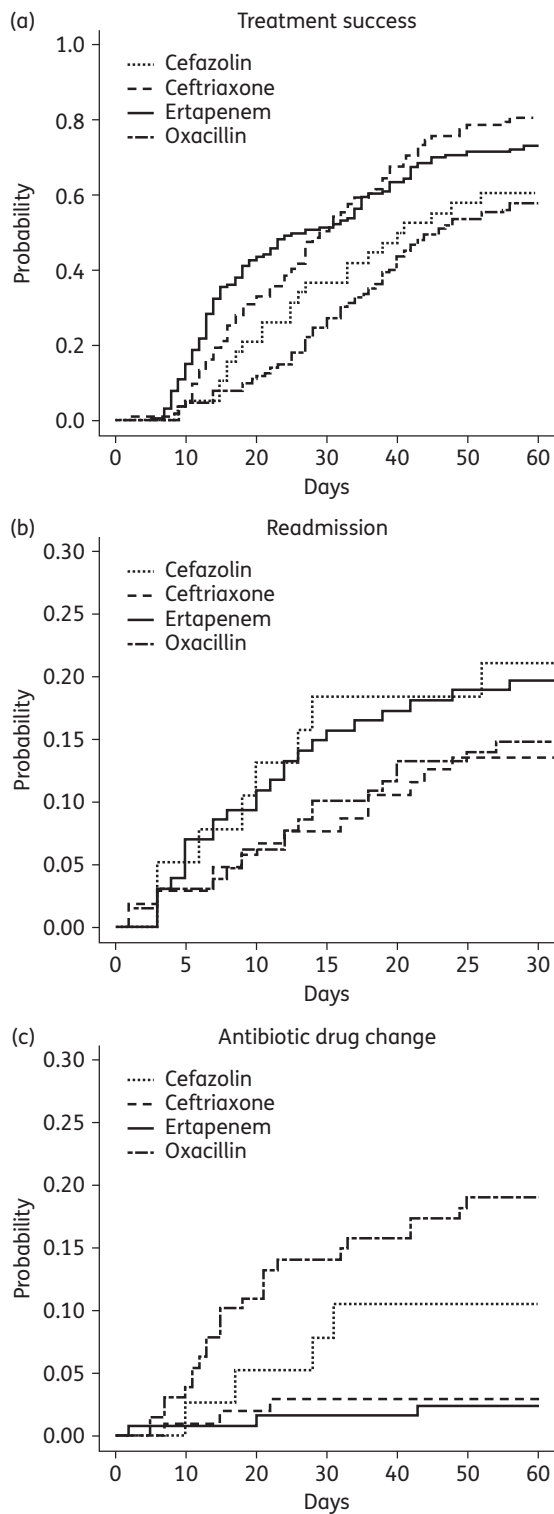 (a) Treatment success
1.0
Cefazolin
Ceftriaxone
0.8
Ertapenem
Oxacillin
0.6
Probability
0.4
0.2
0.0
0 10 20 30 40 50 60
Days
(b) Readmission
0.30
Cefazolin
Ceftriaxone
0.25
Ertapenem
Oxacillin
0.20
Probability
0.15
0.10
0.05
0.00
0 5 10 15 20 25 30
Days
(c) Antibiotic drug change
0.30
Cefazolin
Ceftriaxone
0.25
Ertapenem
Oxacillin
0.20
Probability
0.15
0.10
0.05
0.00
0 10 20 30 40 50 60
Days